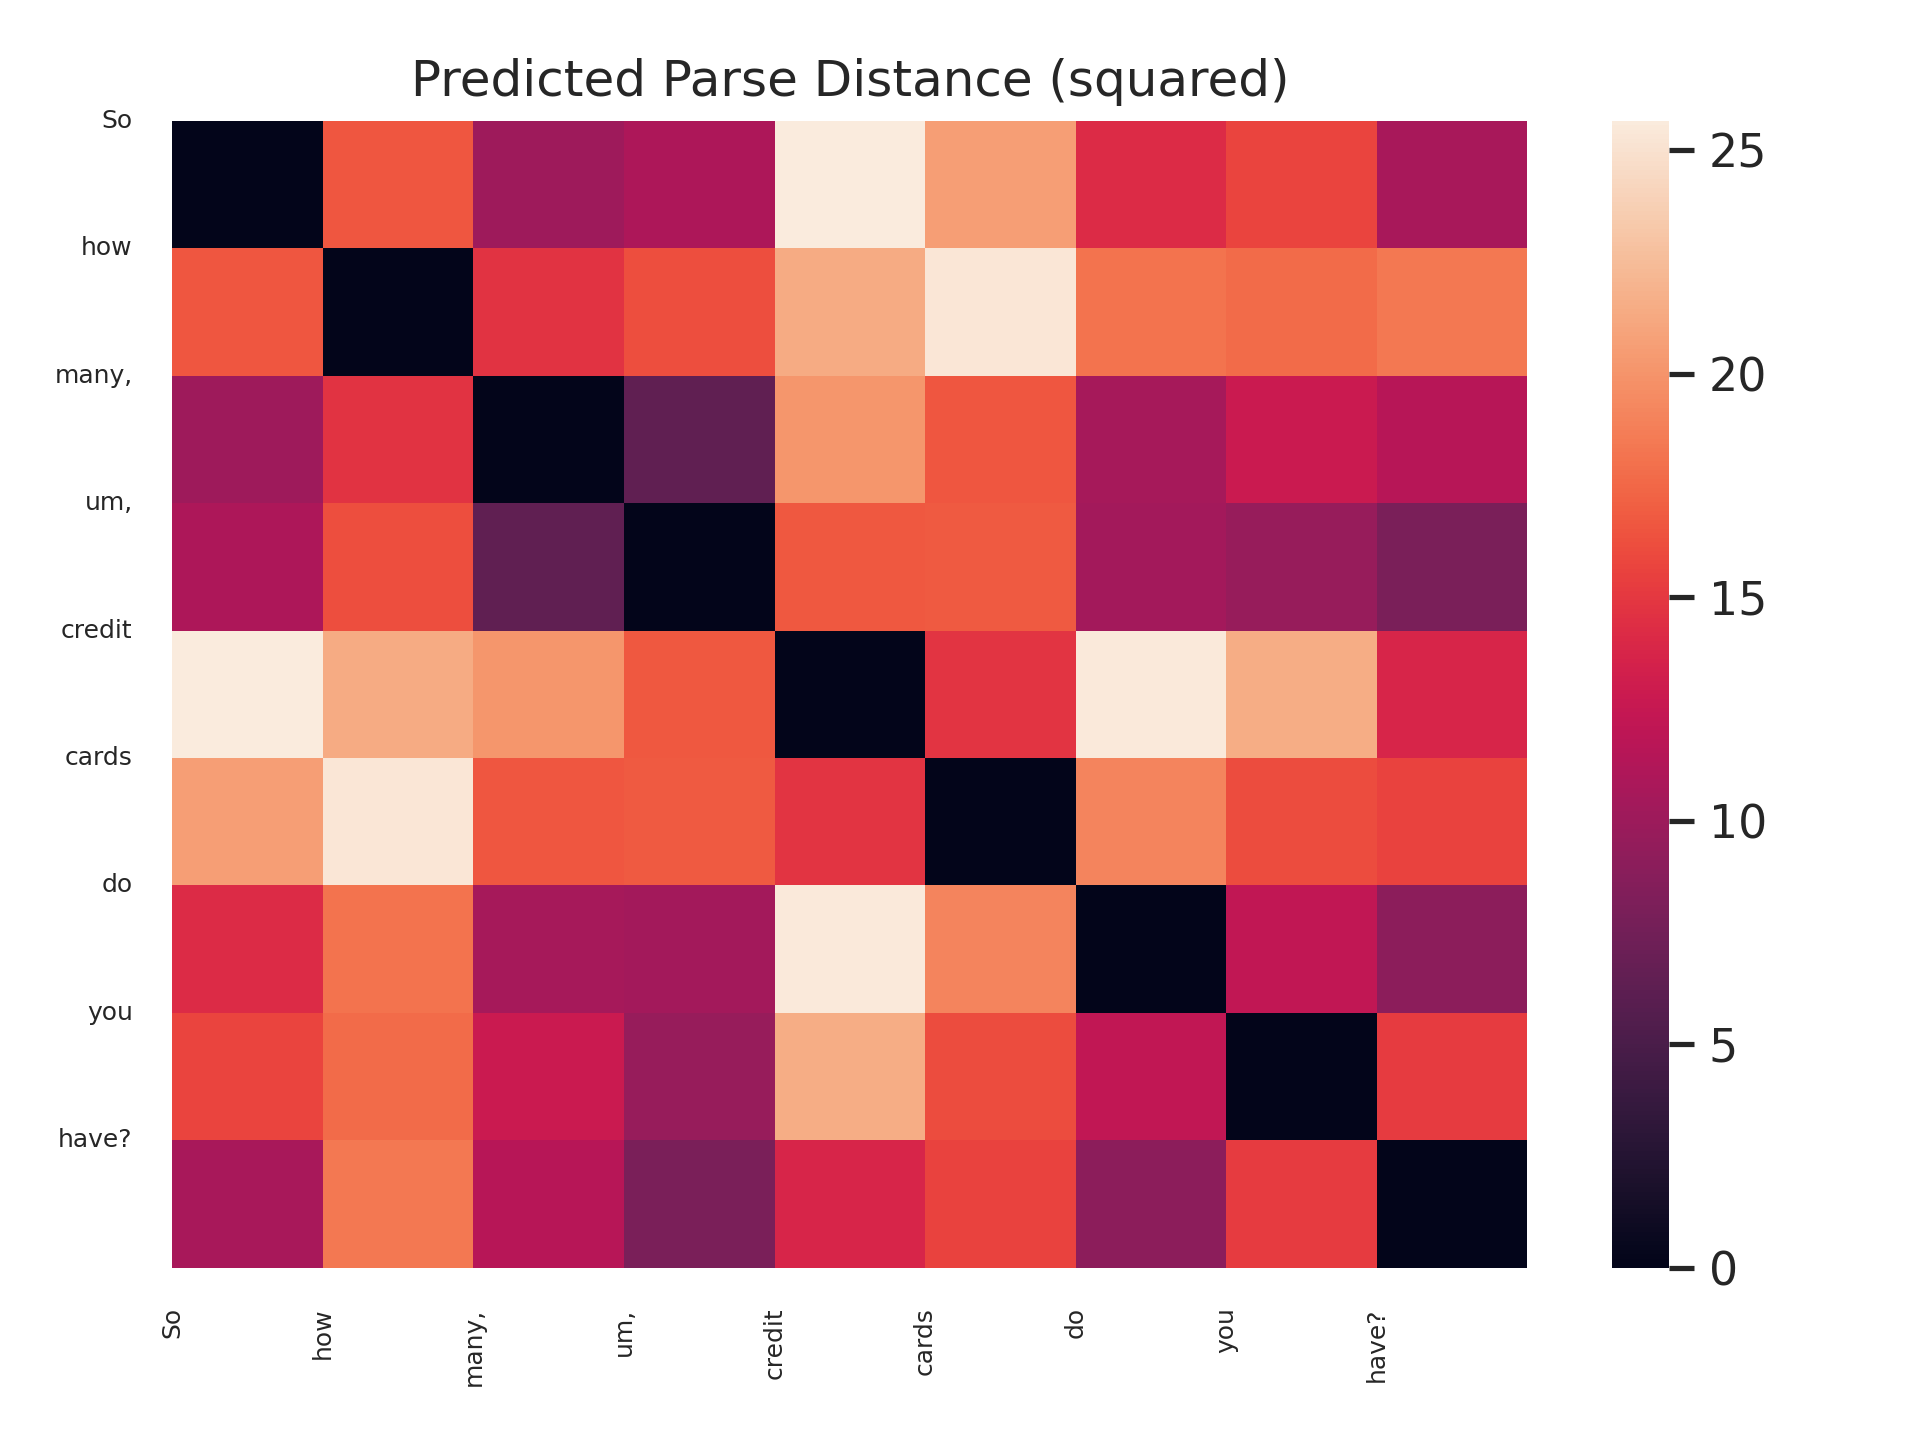 Predicted Parse Distance (squared)
So
how
many,
um,
credit
cards
do
you
have?
So
how
many,
um,
credit
cards
do
you
have?
25
20
15
10
5
0